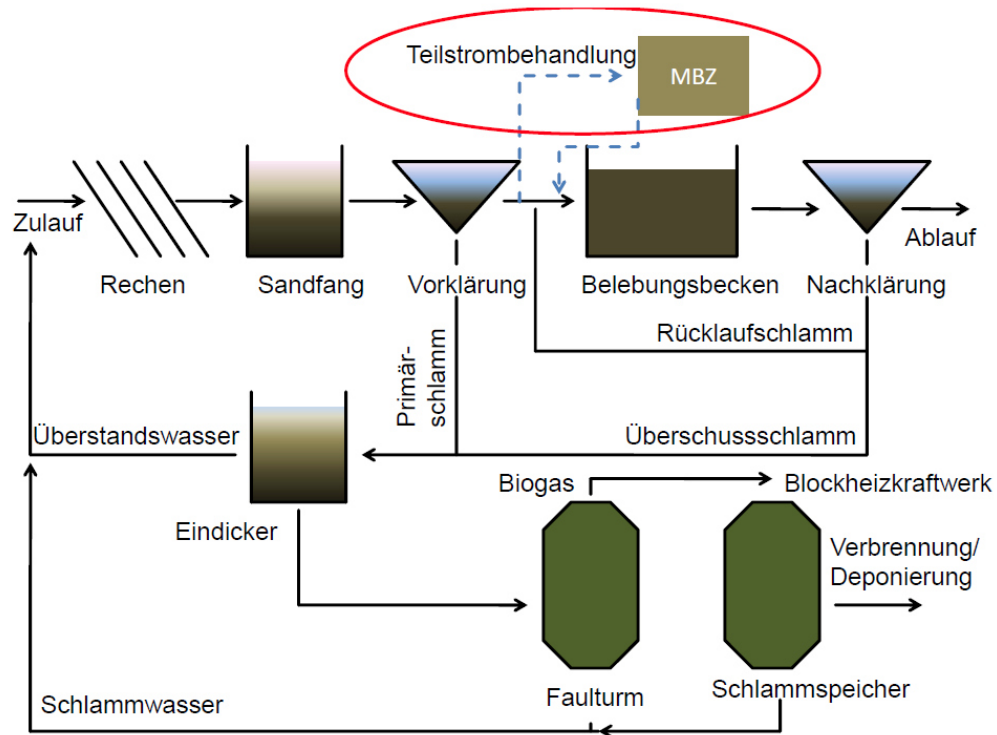 Teilstrombehandlung
MBZ
Zulauf
Rechen
Sandfang
Vorklärung
Belebungsbecken
Nachklärung
Ablauf
Rücklaufschlamm
Primär-
schlamm
Überstandswasser
Überschussschlamm
Eindicker
Biogas
Blockheizkraftwerk
Verbrennung/
Deponierung
Faulturm
Schlammspeicher
Schlammwasser